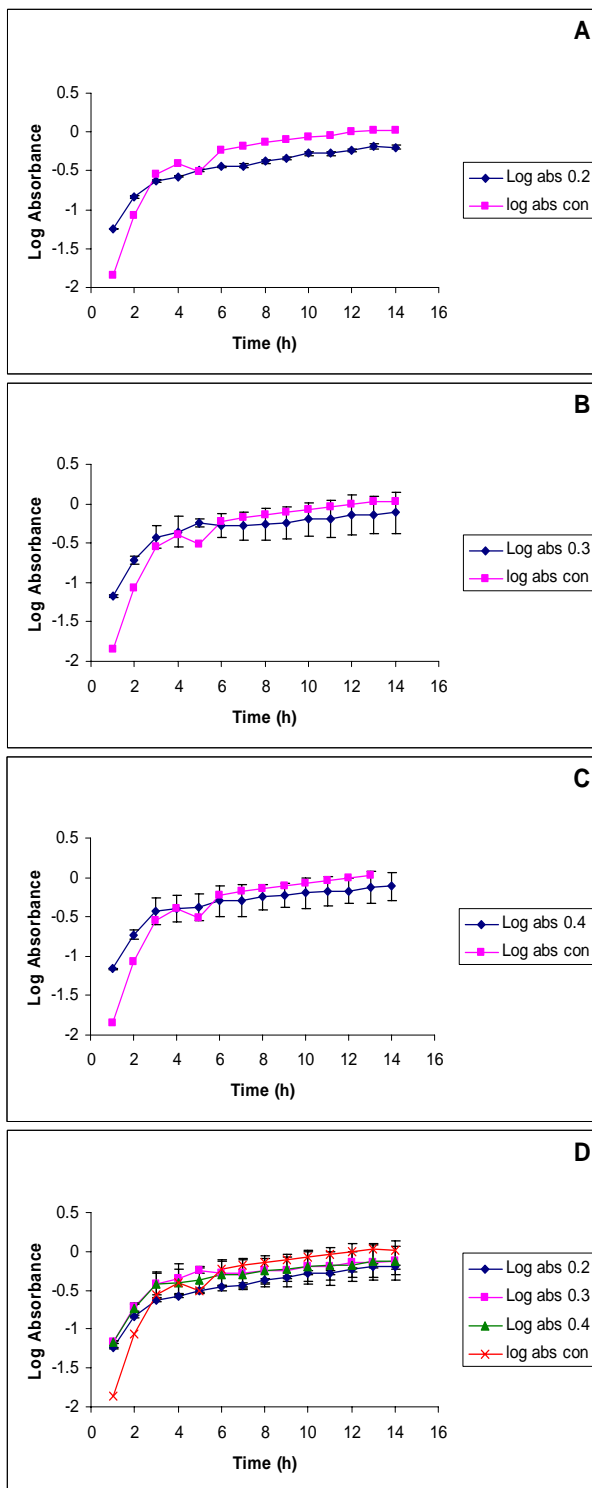 A
0.5
0
-0.5
-1
-1.5
-2
Log Absorbance
0 2 4 6 8 10 12 14 16
Time (h)
Log abs 0.2
log abs con
B
0.5
0
-0.5
-1
-1.5
-2
Log Absorbance
0 2 4 6 8 10 12 14 16
Time (h)
Log abs 0.3
log abs con
C
0.5
0
-0.5
-1
-1.5
-2
Log Absorbance
0 2 4 6 8 10 12 14 16
Time (h)
Log abs 0.4
Log abs con
D
0.5
0
-0.5
-1
-1.5
-2
Log Absorbance
0 2 4 6 8 10 12 14 16
Time (h)
Log abs 0.2
Log abs 0.3
Log abs 0.4
log abs con